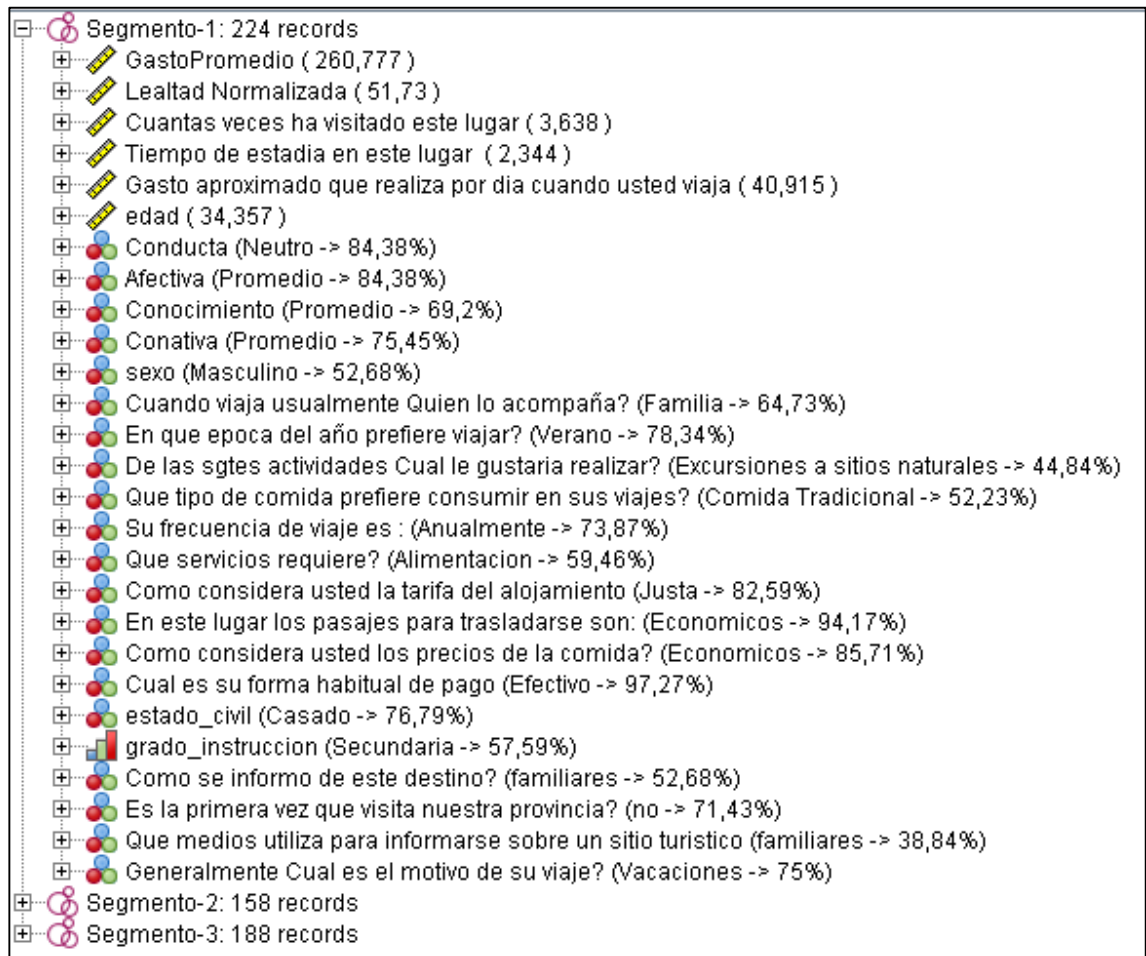 Segmento-1: 224 records
GastoPromedio ( 260,777 )
Lealtad Normalizada ( 51,73 )
Cuantas veces ha visitado este lugar ( 3,638 )
Tiempo de estadia en este lugar ( 2,344 )
Gasto aproximado que realiza por dia cuando usted viaja ( 40,915 )
edad ( 34,357 )
Conducta (Neutro -> 84,38%)
Afectiva (Promedio -> 84,38%)
Conocimiento (Promedio -> 69,2%)
Conativa (Promedio -> 75,45%)
sexo (Masculino -> 52,68%)
Cuando viaja usualmente Quien lo acompaña? (Familia -> 64,73%)
En que epoca del año prefiere viajar? (Verano -> 78,34%)
De las sgtes actividades Cual le gustaria realizar? (Excursiones a sitios naturales -> 44,84%)
Que tipo de comida prefiere consumir en sus viajes? (Comida Tradicional -> 52,23%)
Su frecuencia de viaje es : (Anualmente -> 73,87%)
Que servicios requiere? (Alimentacion -> 59,46%)
Como considera usted la tarifa del alojamiento (Justa -> 82,59%)
En este lugar los pasajes para trasladarse son: (Economicos -> 94,17%)
Como considera usted los precios de la comida? (Economicos -> 85,71%)
Cual es su forma habitual de pago (Efectivo -> 97,27%)
estado_civil (Casado -> 76,79%)
grado_instruccion (Secundaria -> 57,59%)
Como se informo de este destino? (familiares -> 52,68%)
Es la primera vez que visita nuestra provincia? (no -> 71,43%)
Que medios utiliza para informarse sobre un sitio turistico (familiares -> 38,84%)
Generalmente Cual es el motivo de su viaje? (Vacaciones -> 75%)
Segmento-2: 158 records
Segmento-3: 188 records